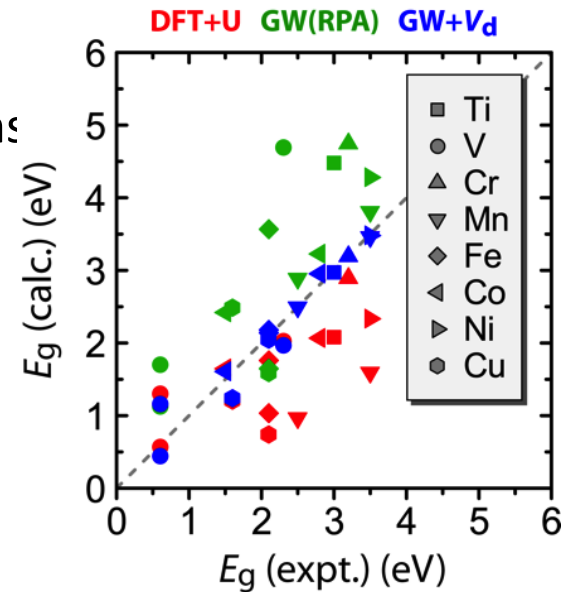 DFT+U GW(RPA) GW+Vd
ns
Eg (calc.) (eV)
6
5
4
3
2
1
0
Ti
V
Cr
Mn
Fe
Co
Ni
Cu
0 1 2 3 4 5 6
Eg (expt.) (eV)